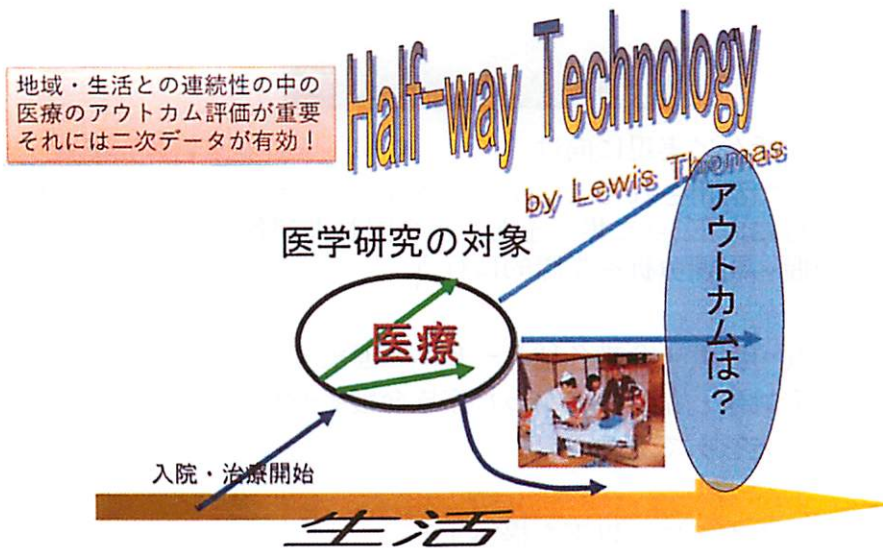 Half-way Technology
by Lewis Thomas
地域・生活との連続性の中の
医療のアウトカム評価が重要
それには二次データが有効！
医学研究の対象
医療
アウトカムは？
入院・治療開始
生活